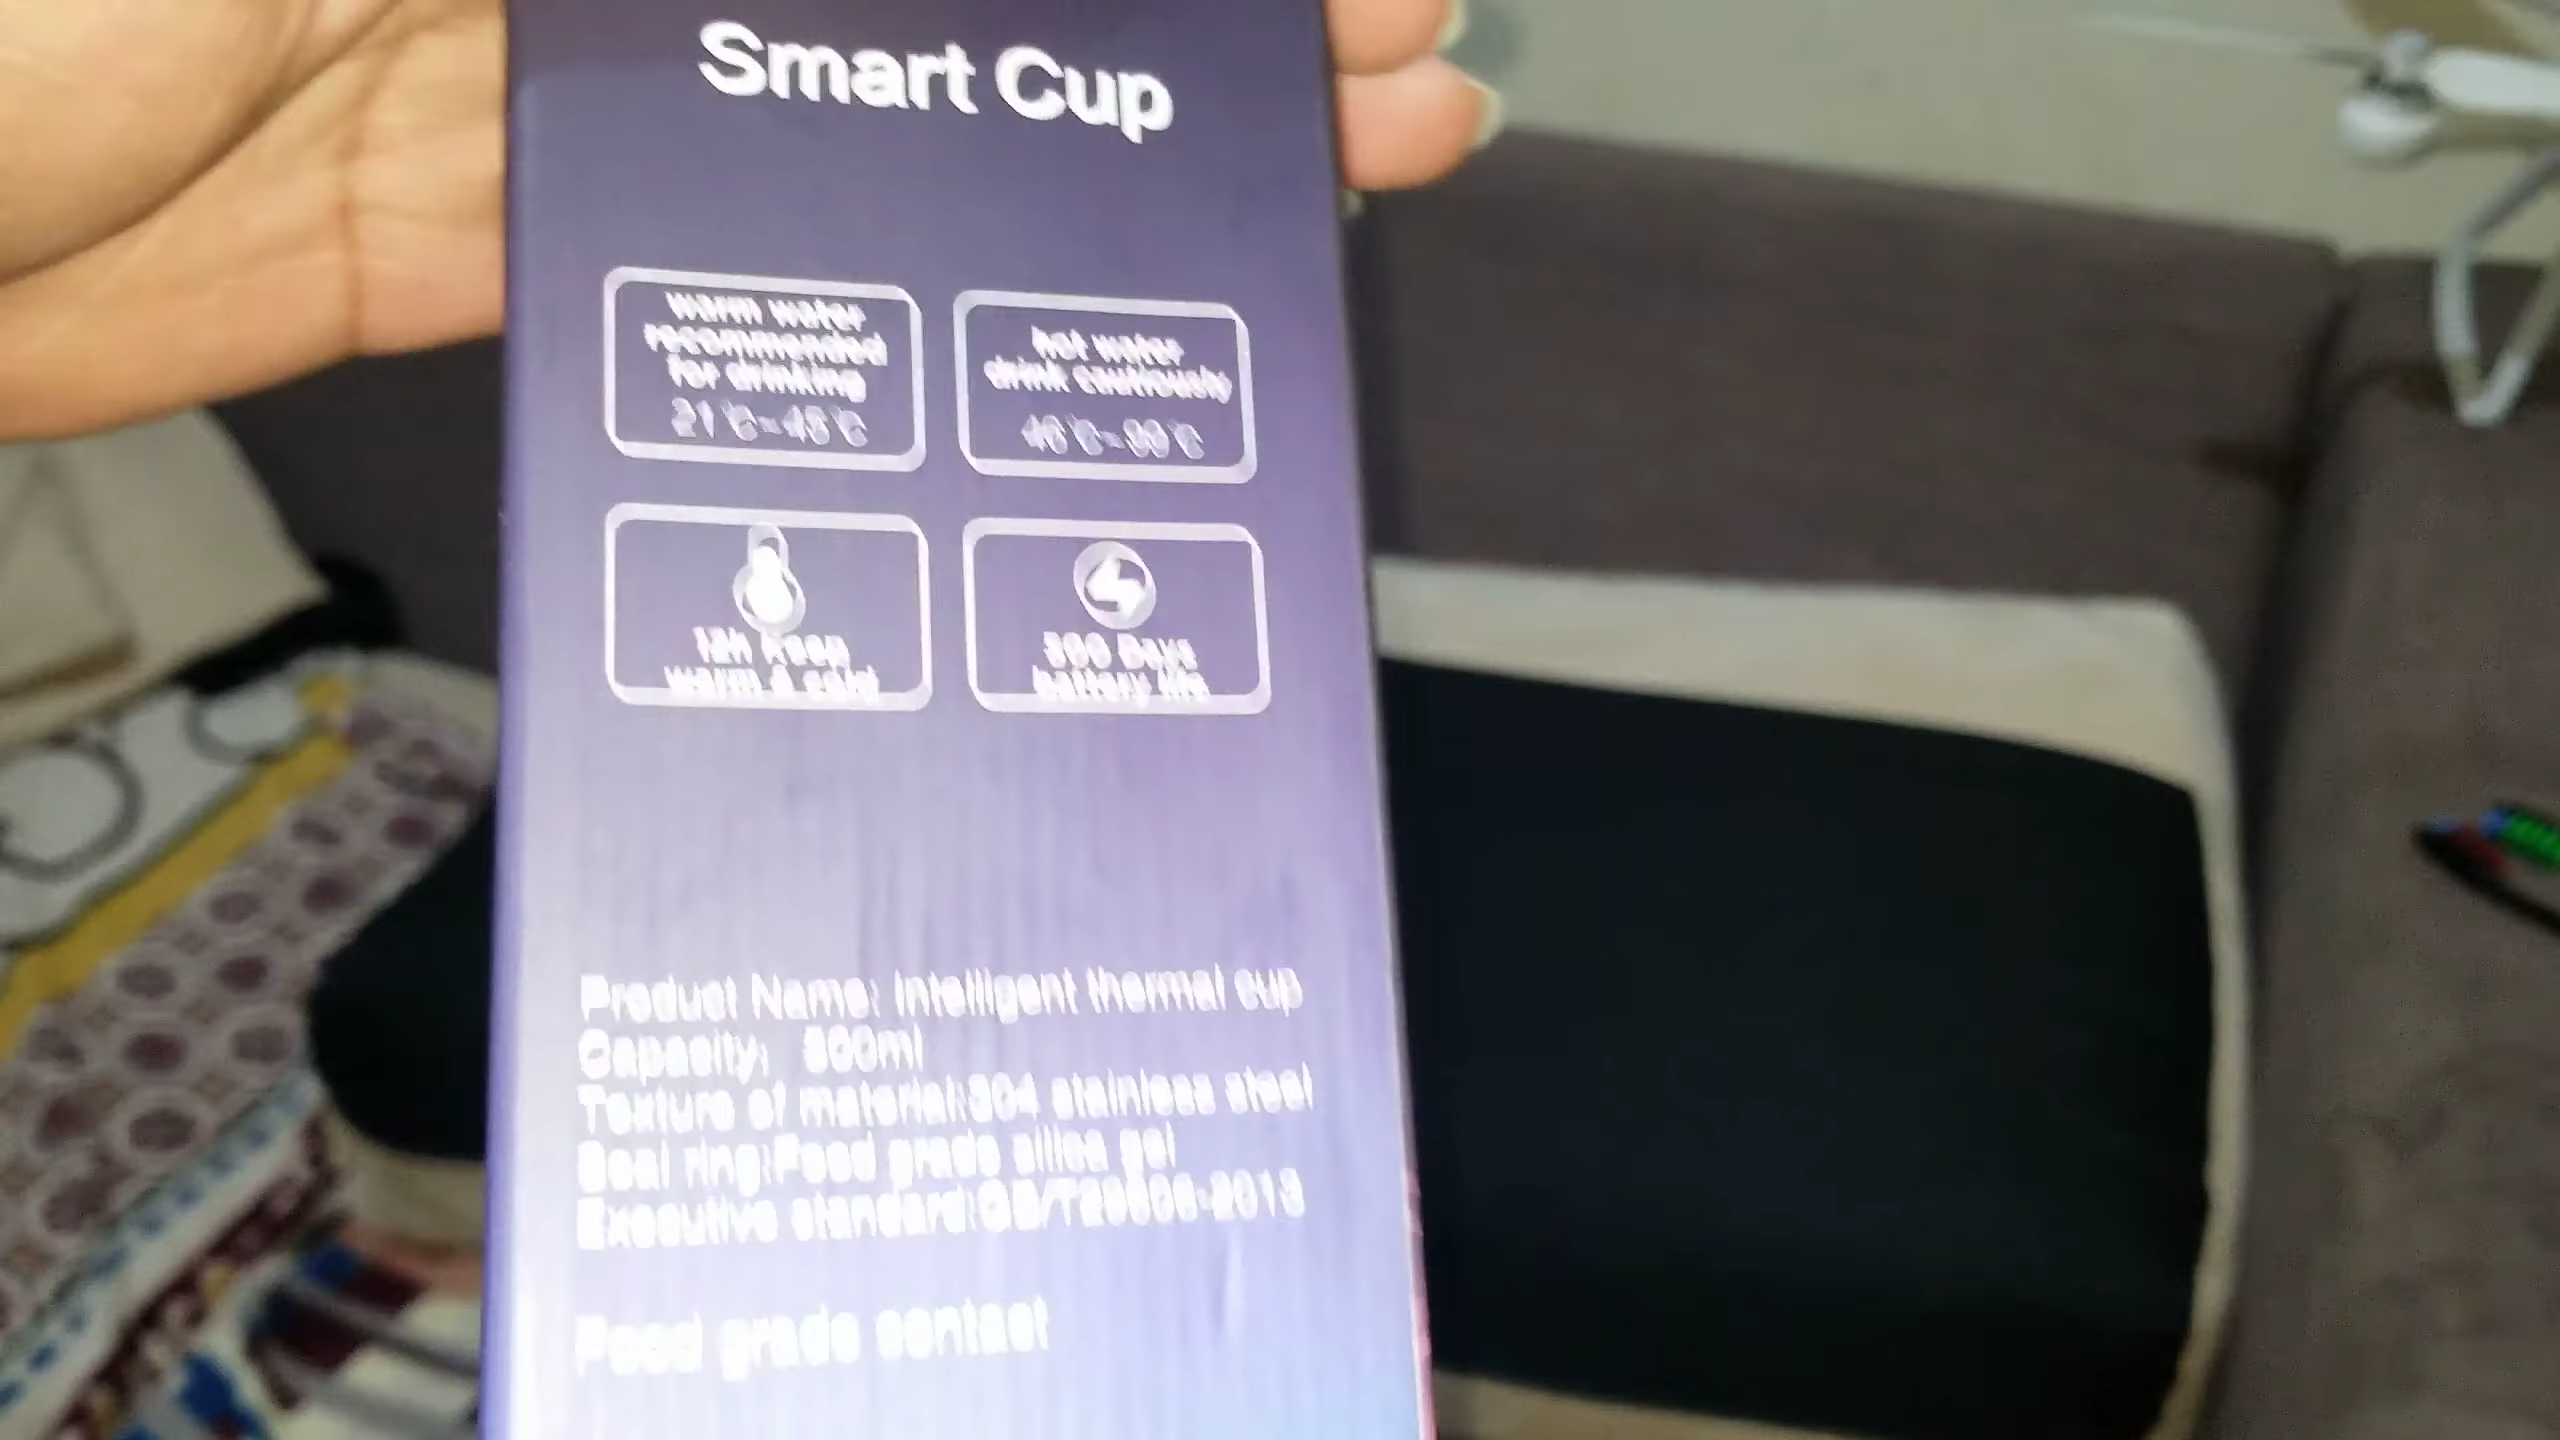 Smart Cup
warm water
recommended
for drinking
hot water
drink cautiously
12h Keep
warm & cold
Days
battery life
Product Name: Intelligent thermal cup
Capacity: 500ml
Texture of material:304 stainless steel
Seal ring:Food grade silica gel
Executive standard:
Food grade contact